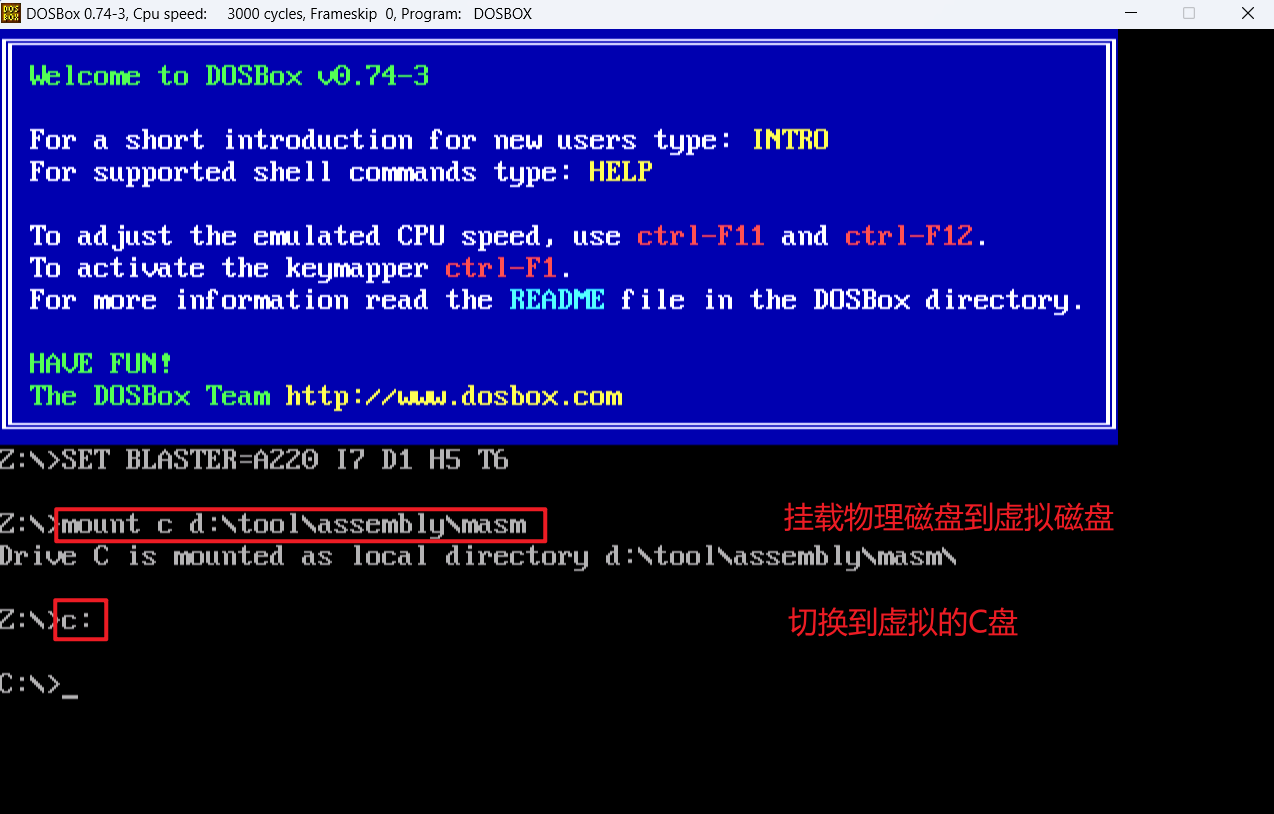 DOSBox 0.74-3, Cpu speed: 3000 cycles, Frameskip 0, Program: DOSBOX
Welcome to DOSBox v0.74-3
For a short introduction for new users type: INTRO
For supported shell commands type: HELP
To adjust the emulated CPU speed, use ctrl-F11 and ctrl-F12.
To activate the keymapper ctrl-F1.
For more information read the README file in the DOSBox directory.
HAVE FUN!
The DOSBox Team http://www.dosbox.com
Z:\>SET BLASTER=A220 I7 D1 H5 T6
Z:\>mount c d:\tool\assembly\masm
挂载物理磁盘到虚拟磁盘
Drive C is mounted as local directory d:\tool\assembly\masm\
Z:\>c:
切换到虚拟的C盘
C:\>_